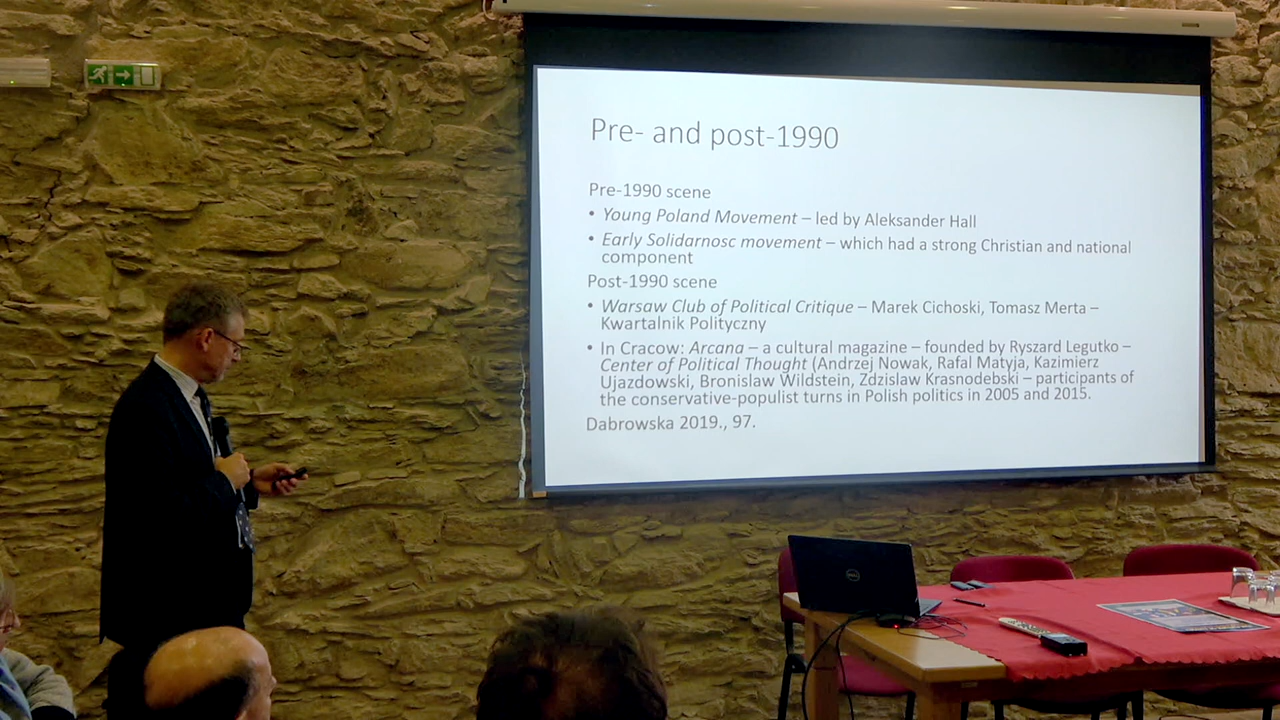 Pre- and post-1990
Pre-1990 scene
• Young Poland Movement – led by Aleksander Hall
• Early Solidarnosc movement – which had a strong Christian and national
component
Post-1990 scene
• Warsaw Club of Political Critique – Marek Cichoski, Tomasz Merta –
Kwartalnik Polityczny
• In Cracow: Arcana – a cultural magazine – founded by Ryszard Legutko –
Center of Political Thought (Andrzej Nowak, Rafal Matyja, Kazimierz
Ujazdowski, Bronislaw Wildstein, Zdzislaw Krasnodebski – participants of
the conservative-populist turns in Polish politics in 2005 and 2015.
Dabrowska 2019., 97.
DELL